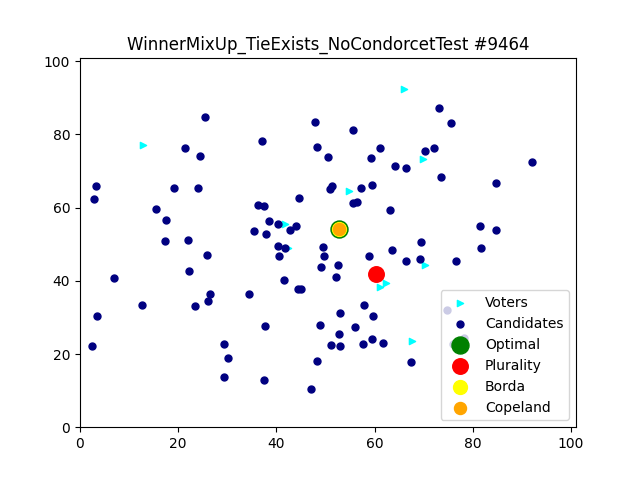 WinnerMixUp_TieExists_NoCondorcetTest #9464
100
80
60
40
20
0
0 20 40 60 80 100
Voters
Candidates
Optimal
Plurality
Borda
Copeland